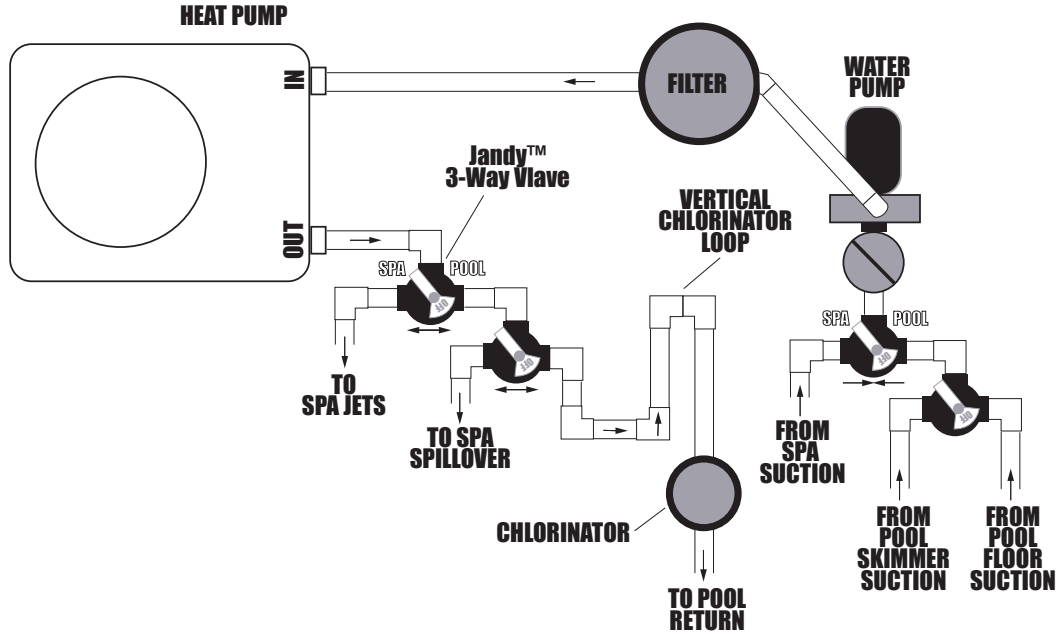 HEAT PUMP
IN
FILTER
WATER
PUMP
Jandy™
3-Way Vlave
VERTICAL
CHLORINATOR
LOOP
OUT
SPA
POOL
OFF
OFF
SPA
POOL
OFF
OFF
TO
SPA JETS
TO SPA
SPILLOVER
FROM
SPA
SUCTION
CHLORINATOR
FROM
POOL
SKIMMER
SUCTION
FROM
POOL
FLOOR
SUCTION
TO POOL
RETURN